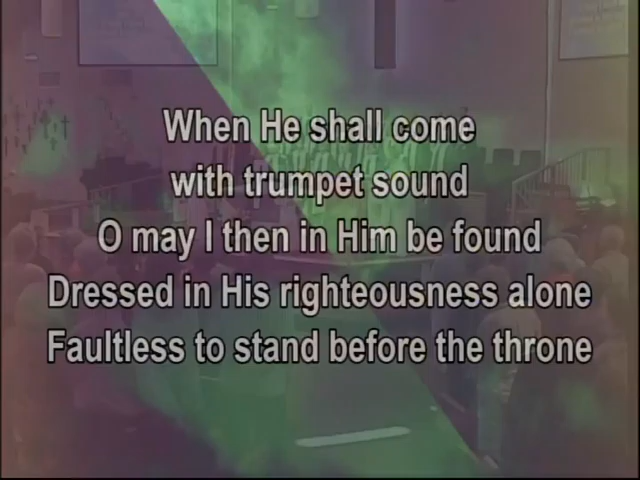 When He shall come
with trumpet sound
O may I then in Him be found
Dressed in His righteousness alone
Faultless to stand before the throne